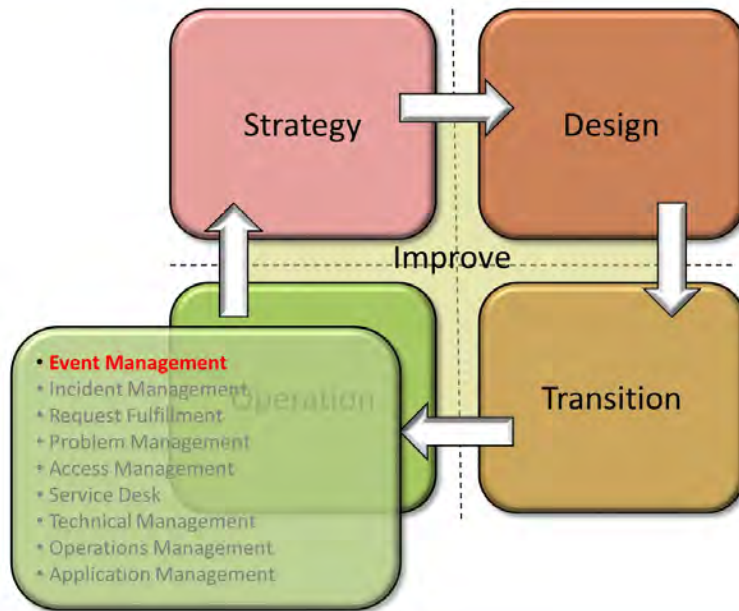 Strategy
Design
Improve
Operation
Transition
• Event Management
• Incident Management
• Request Fulfillment
• Problem Management
• Access Management
• Service Desk
• Technical Management
• Operations Management
• Application Management